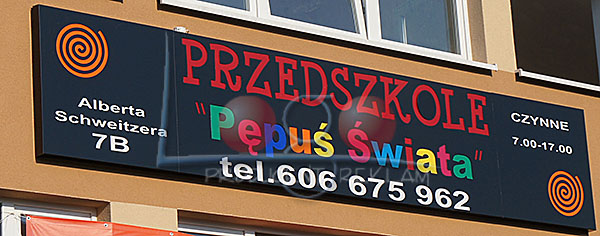 Alberta
Schweitzera
7B
PRZEDSZKOLE
"Pępuś Świata"
tel.606 675 962
CZYNNE
7.00-17.00